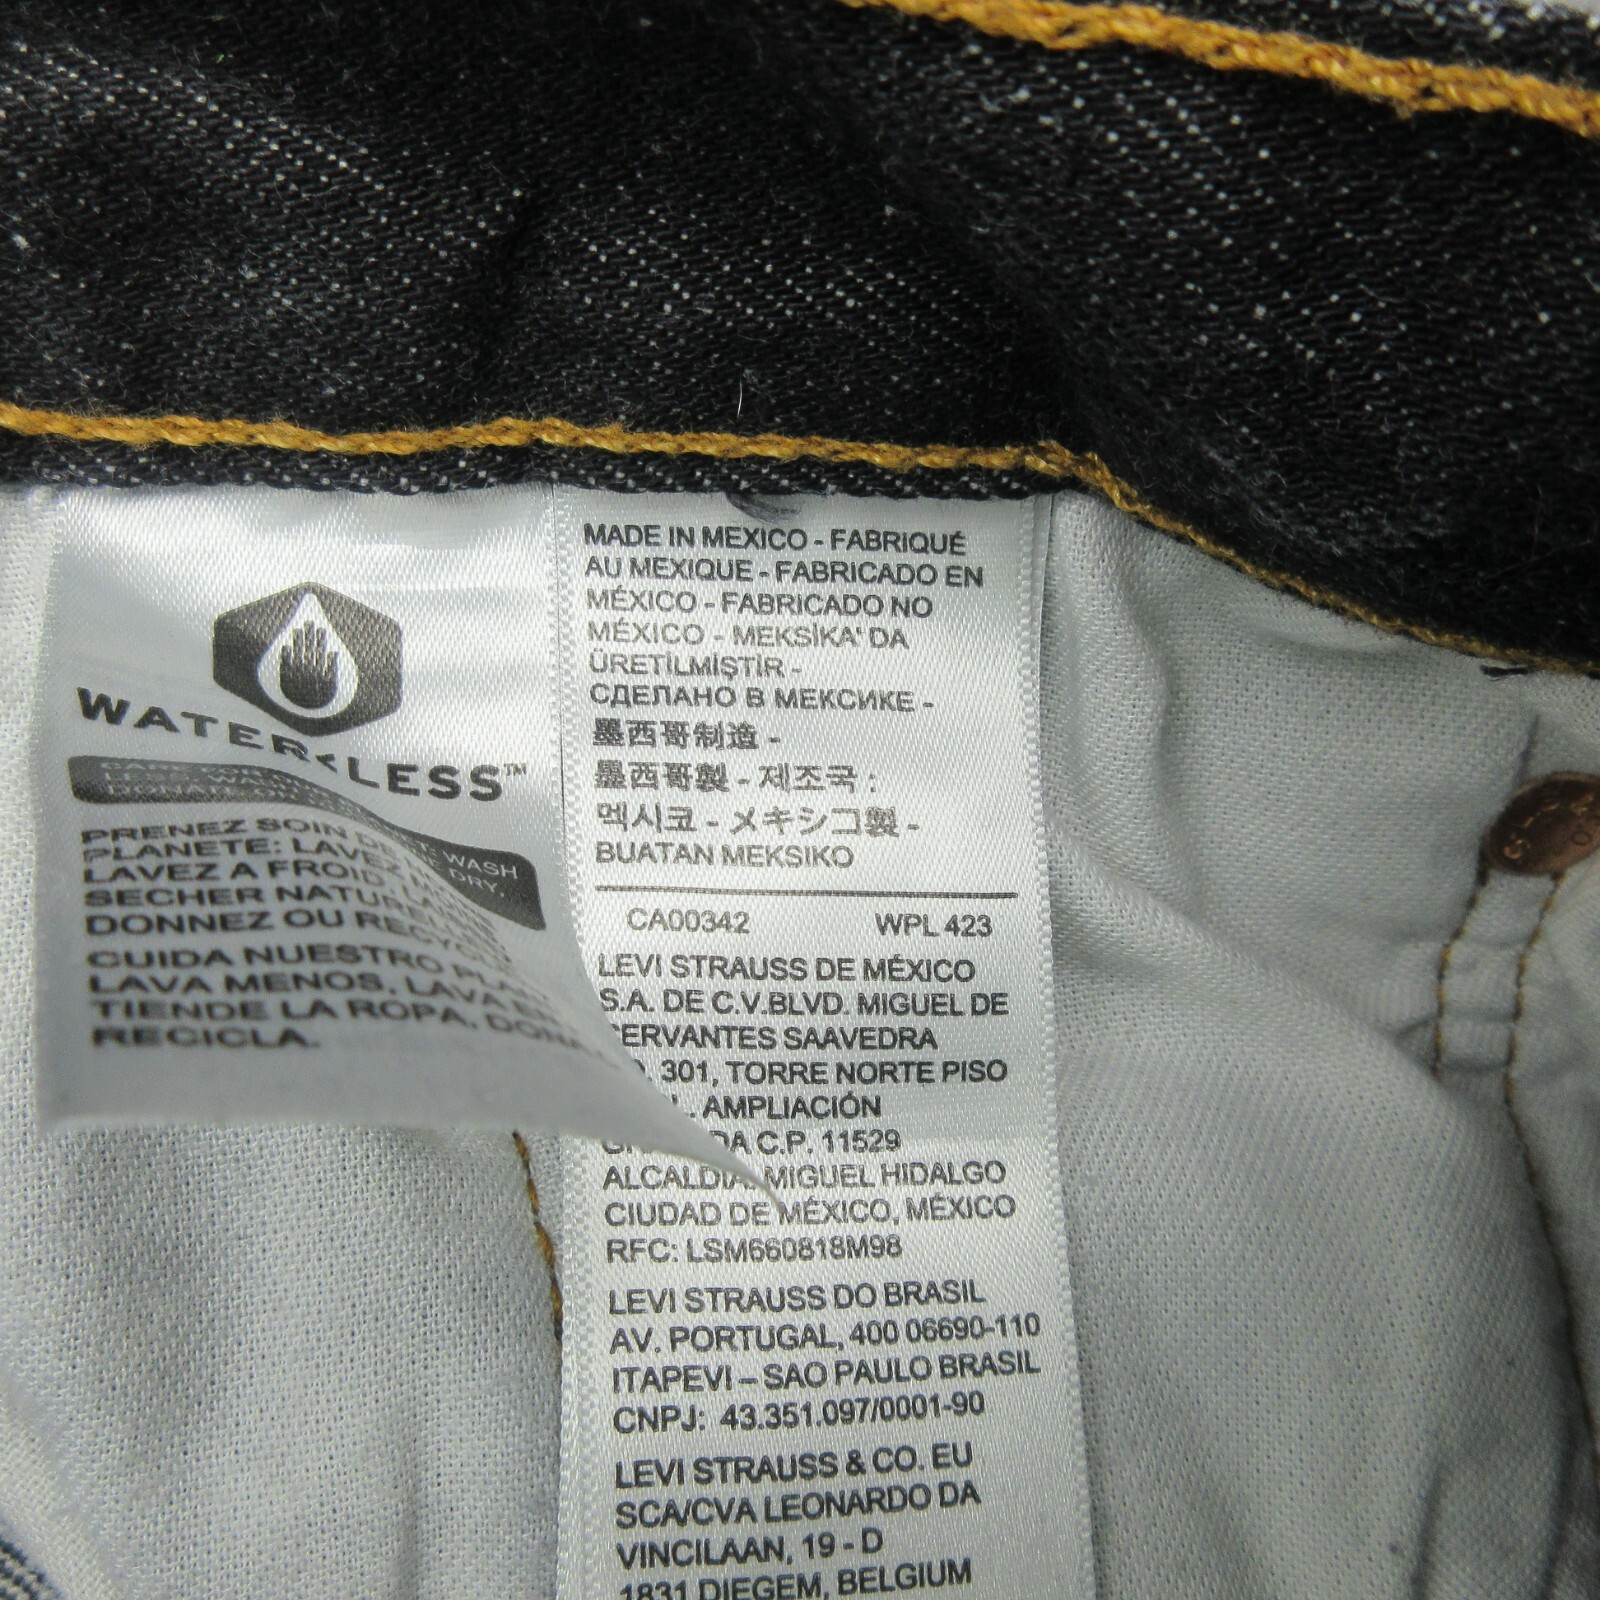 WATER<LESS™
WASH
DRY,
PRENEZ SOIN DE
PLANETE: LAVEZ
LAVEZ A FROID,
SECHER NATUREL
DONNEZ OU RECYC
CUIDA NUESTRO PLAN
LAVA MENOS, LAVA EN
TIENDE LA ROPA, DONA
RECICLA.
MADE IN MEXICO - FABRIQUÉ
AU MEXIQUE - FABRICADO EN
MÉXICO - FABRICADO NO
MÉXICO - MEKSİKA' DA
ÜRETİLMİŞTİR -
СДЕЛАНО В МЕКСИКЕ -
墨西哥制造 -
墨西哥製 - 제조국 :
멕시코 - メキシコ製 -
BUATAN MEKSIKO
CA00342 WPL 423
LEVI STRAUSS DE MÉXICO
S.A. DE C.V.BLVD. MIGUEL DE
CERVANTES SAAVEDRA
301, TORRE NORTE PISO
AMPLIACIÓN
C.P. 11529
ALCALDIA. MIGUEL HIDALGO
CIUDAD DE MÉXICO, MÉXICO
RFC: LSM660818M98
LEVI STRAUSS DO BRASIL
AV. PORTUGAL, 400 06690-110
ITAPEVI – SAO PAULO BRASIL
CNPJ: 43.351.097/0001-90
LEVI STRAUSS & CO. EU
SCA/CVA LEONARDO DA
VINCILAAN, 19 - D
1831 DIEGEM, BELGIUM